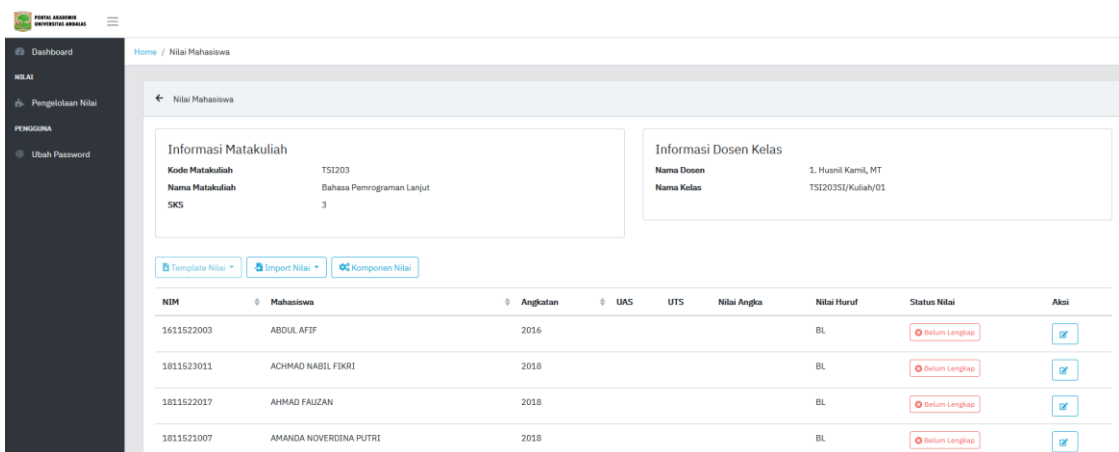 PORTAL AKADEMIK
UNIVERSITAS ANDALAS
Dashboard
NILAI
Pengelolaan Nilai
PENGGUNA
Ubah Password
Home / Nilai Mahasiswa
Nilai Mahasiswa
Informasi Matakuliah
Kode Matakuliah TSI203
Nama Matakuliah Bahasa Pemrograman Lanjut
SKS 3
Informasi Dosen Kelas
Nama Dosen 1. Husnil Kamil, MT
Nama Kelas TSI203SI/Kuliah/01
Template Nilai Import Nilai Komponen Nilai
NIM Mahasiswa Angkatan UAS UTS Nilai Angka Nilai Huruf Status Nilai Aksi
1611522003 ABDUL AFIF 2016 BL Belum Lengkap
1811523011 ACHMAD NABIL FIKRI 2018 BL Belum Lengkap
1811522017 AHMAD FAUZAN 2018 BL Belum Lengkap
1811521007 AMANDA NOVERDINA PUTRI 2018 BL Belum Lengkap